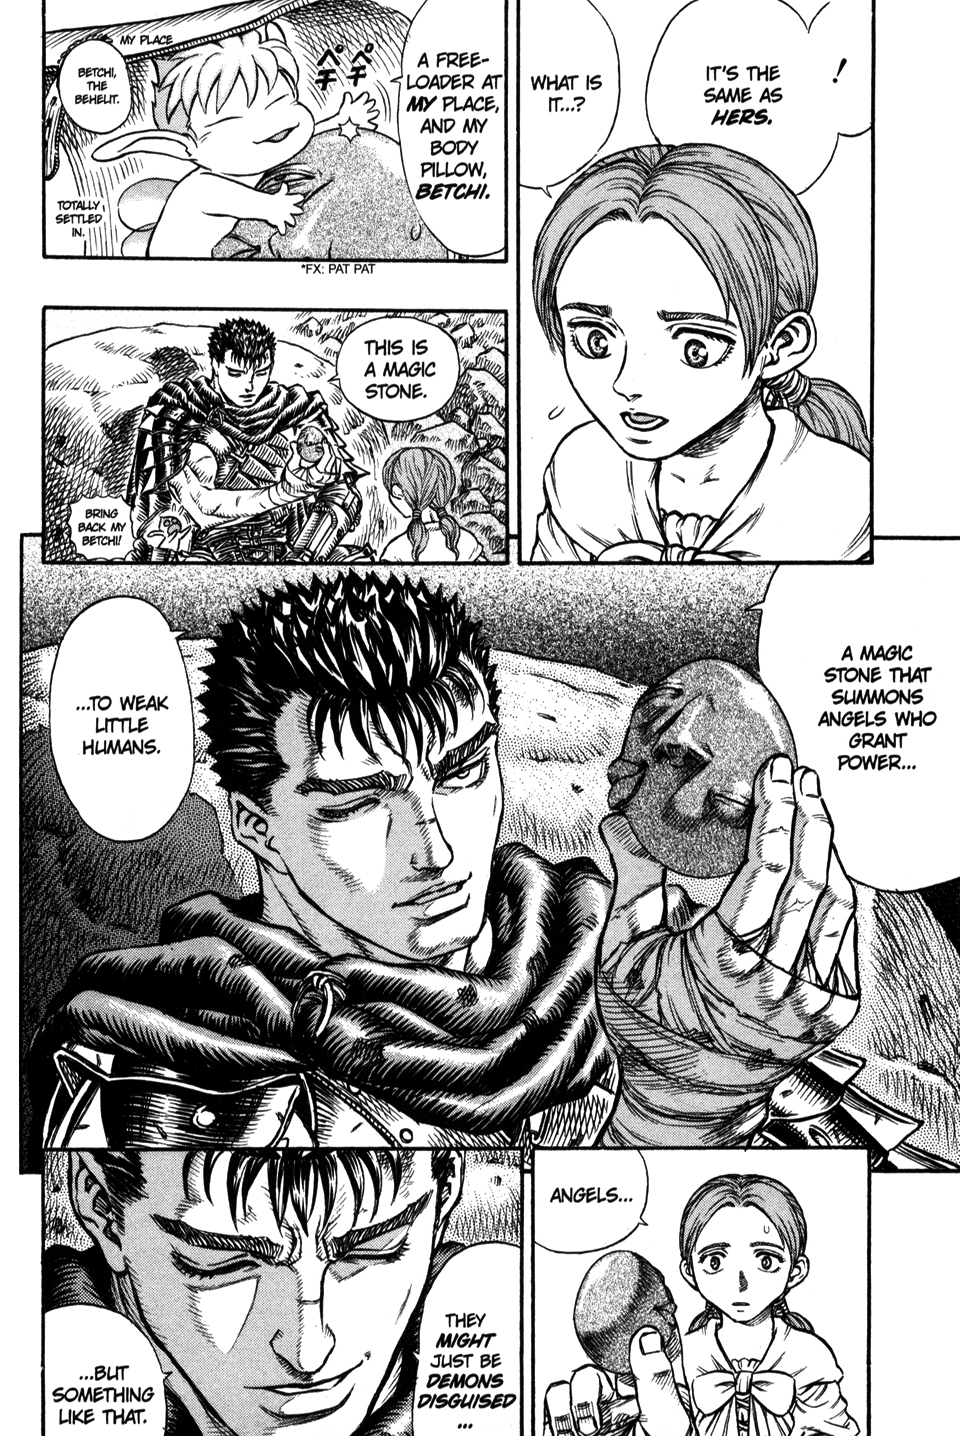 !
IT'S THE
SAME AS
HERS.
WHAT IS
IT...?
A FREE-
LOADER AT
MY PLACE,
AND MY
BODY
PILLOW,
BETCHI.
ペチ
ペチ
*FX: PAT PAT
MY PLACE
BETCHI,
THE
BEHELIT.
TOTALLY
SETTLED
IN.
THIS IS
A MAGIC
STONE.
BRING
BACK MY
BETCHI!
A MAGIC
STONE THAT
SUMMONS
ANGELS WHO
GRANT
POWER...
...TO WEAK
LITTLE
HUMANS.
ANGELS...
THEY
MIGHT
JUST BE
DEMONS
DISGUISED
...
...BUT
SOMETHING
LIKE THAT.